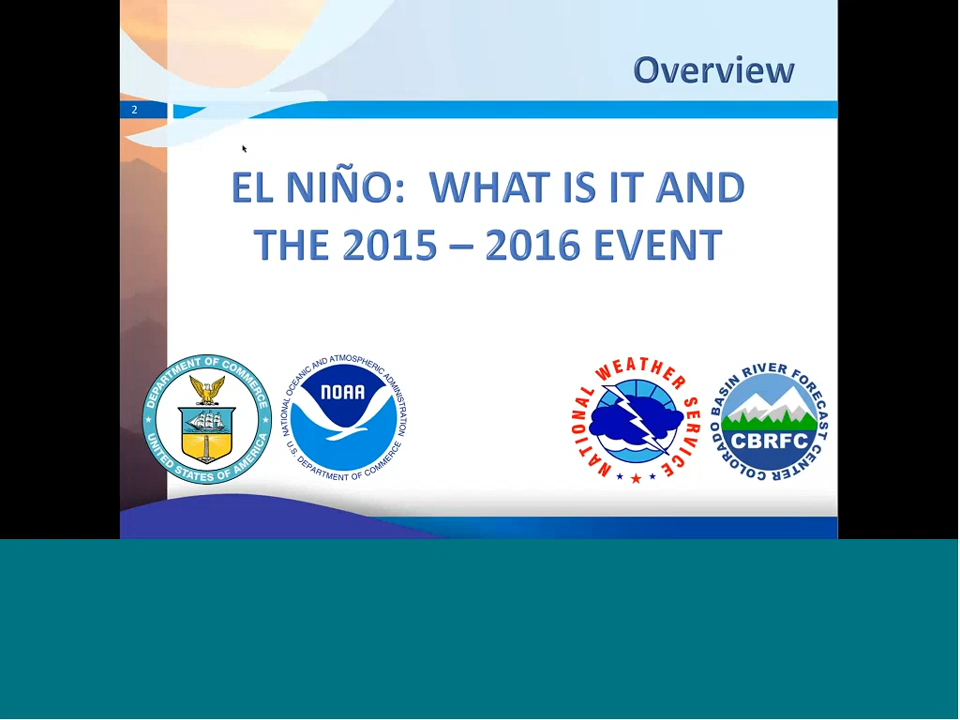 Overview
2
EL NIÑO:  WHAT IS IT AND
THE 2015 – 2016 EVENT
DEPARTMENT OF COMMERCE
UNITED STATES OF AMERICA
NATIONAL OCEANIC AND ATMOSPHERIC ADMINISTRATION
NOAA
U.S. DEPARTMENT OF COMMERCE
NATIONAL WEATHER SERVICE
COLORADO BASIN RIVER FORECAST CENTER
CBRFC